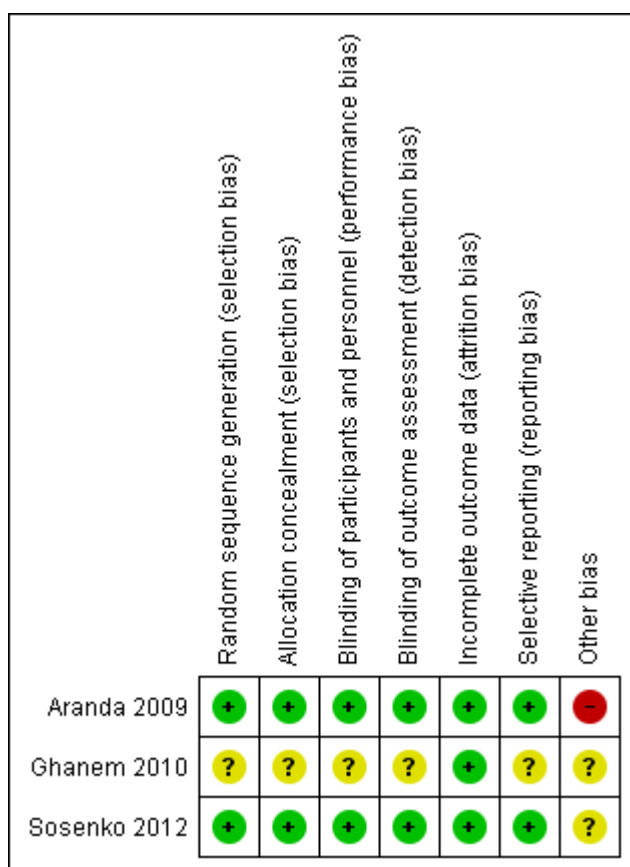 Random sequence generation (selection bias)
Allocation concealment (selection bias)
Blinding of participants and personnel (performance bias)
Blinding of outcome assessment (detection bias)
Incomplete outcome data (attrition bias)
Selective reporting (reporting bias)
Other bias
Aranda 2009 + + + + + + –
Ghanem 2010 ? ? ? ? + ? ?
Sosenko 2012 + + + + + + ?